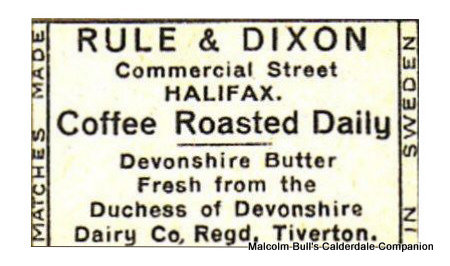 MATCHES MADE
RULE & DIXON
Commercial Street
HALIFAX.
Coffee Roasted Daily
Devonshire Butter
Fresh from the
Duchess of Devonshire
Dairy Co, Regd, Tiverton.
IN SWEDEN
Malcolm Bull's Calderdale Companion